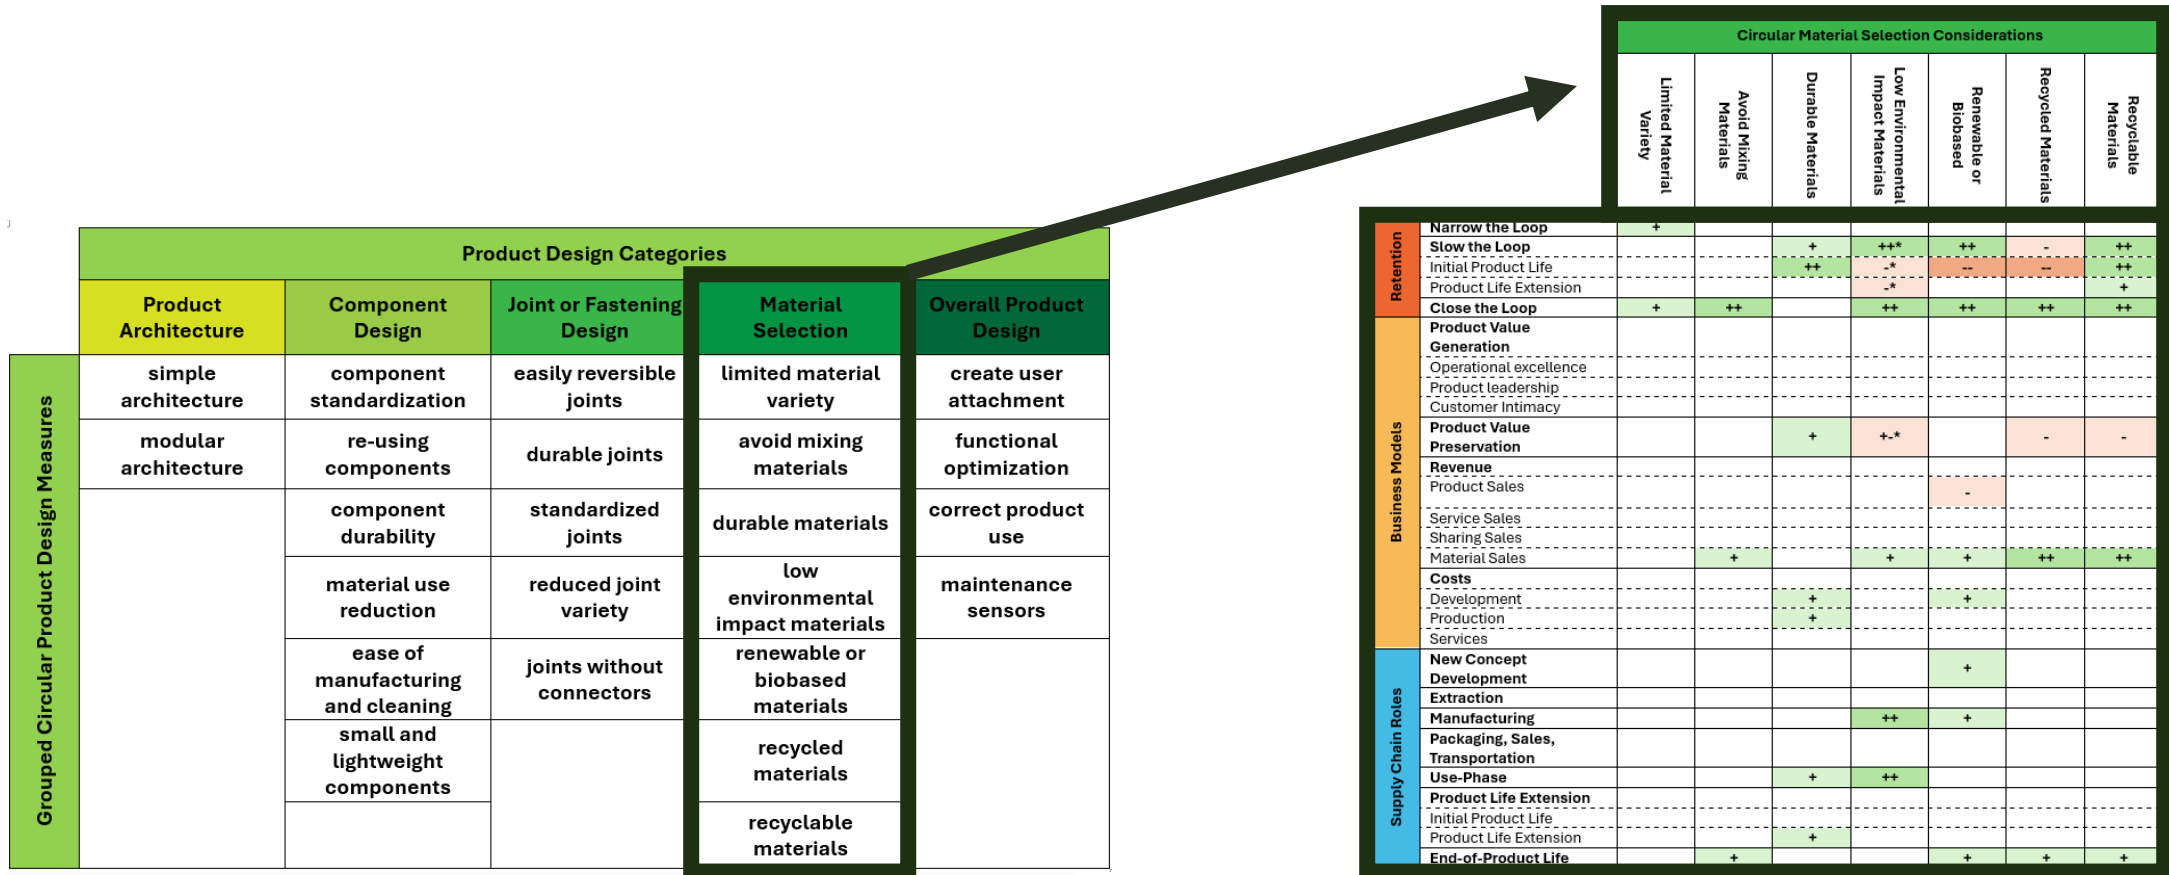 Product Design Categories
Product
Architecture
Component
Design
Joint or Fastening
Design
Material
Selection
Overall Product
Design
Grouped Circular Product Design Measures
simple
architecture
component
standardization
easily reversible
joints
limited material
variety
create user
attachment
modular
architecture
re-using
components
durable joints
avoid mixing
materials
functional
optimization
component
durability
standardized
joints
durable materials
correct product
use
material use
reduction
reduced joint
variety
low
environmental
impact materials
maintenance
sensors
ease of
manufacturing
and cleaning
joints without
connectors
renewable or
biobased
materials
small and
lightweight
components
recycled
materials
recyclable
materials
Circular Material Selection Considerations
Limited Material
Variety
Avoid Mixing
Materials
Durable Materials
Low Environmental
Impact Materials
Renewable or
Biobased
Recycled Materials
Recyclable
Materials
Retention
Narrow the Loop +
Slow the Loop + ++* ++ - ++
Initial Product Life ++ -* -- -- ++
Product Life Extension -* +
Close the Loop + ++ ++ ++ ++ ++
Business Models
Product Value
Generation
Operational excellence
Product leadership
Customer Intimacy
Product Value
Preservation + +-* - -
Revenue
Product Sales -
Service Sales
Sharing Sales
Material Sales + + + ++ ++
Costs
Development + +
Production +
Services
Supply Chain Roles
New Concept
Development +
Extraction
Manufacturing ++ +
Packaging, Sales,
Transportation
Use-Phase + ++
Product Life Extension
Initial Product Life
Product Life Extension +
End-of-Product Life + + + +